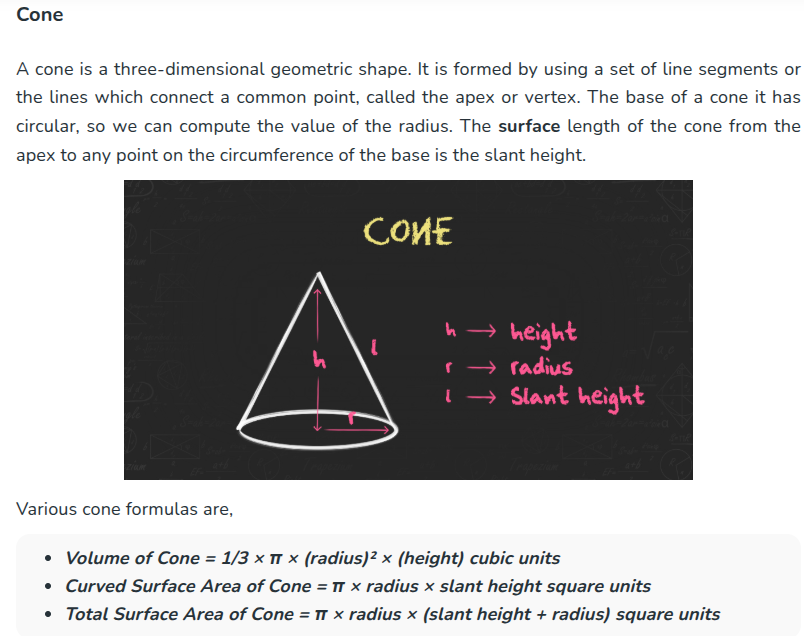 Cone
A cone is a three-dimensional geometric shape. It is formed by using a set of line segments or
the lines which connect a common point, called the apex or vertex. The base of a cone it has
circular, so we can compute the value of the radius. The surface length of the cone from the
apex to any point on the circumference of the base is the slant height.
CONE
h → height
h l
r → radius
l → Slant height
r
Various cone formulas are,
• Volume of Cone = 1/3 × π × (radius)² × (height) cubic units
• Curved Surface Area of Cone = π × radius × slant height square units
• Total Surface Area of Cone = π × radius × (slant height + radius) square units